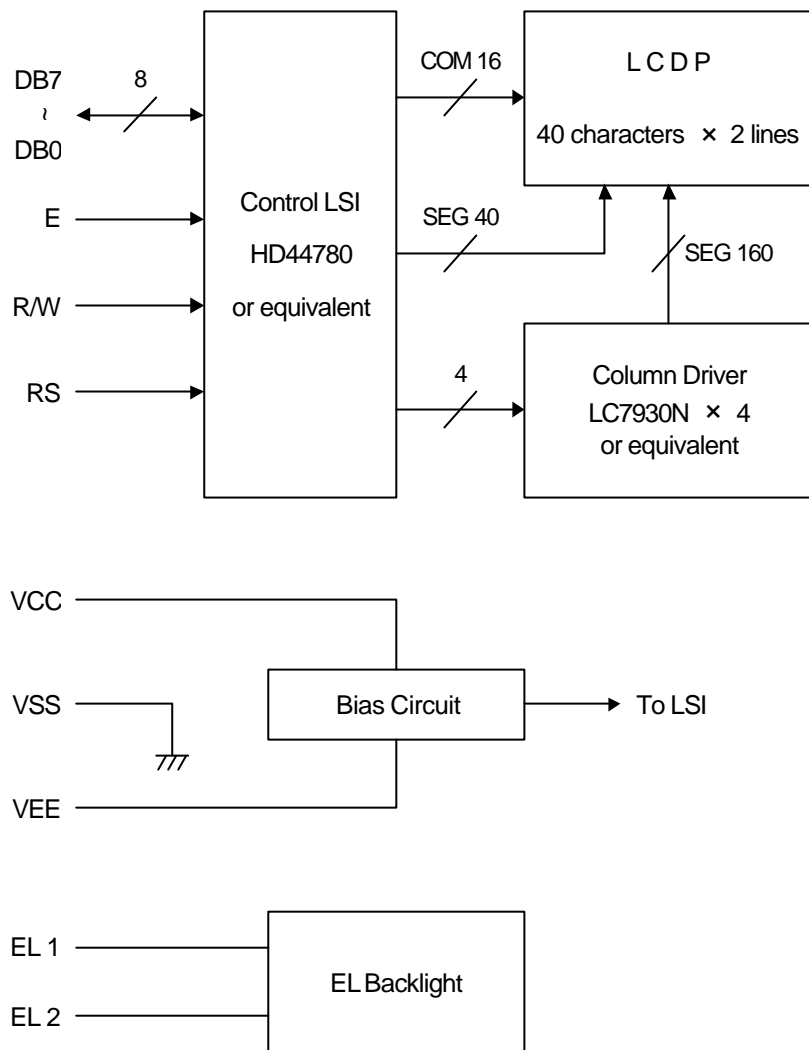 DB7
~
DB0
8
E
R/W
RS
Control LSI
HD44780
or equivalent
COM 16
SEG 40
4
L C D P
40 characters × 2 lines
SEG 160
Column Driver
LC7930N × 4
or equivalent
VCC
VSS
VEE
Bias Circuit
To LSI
EL 1
EL 2
EL Backlight